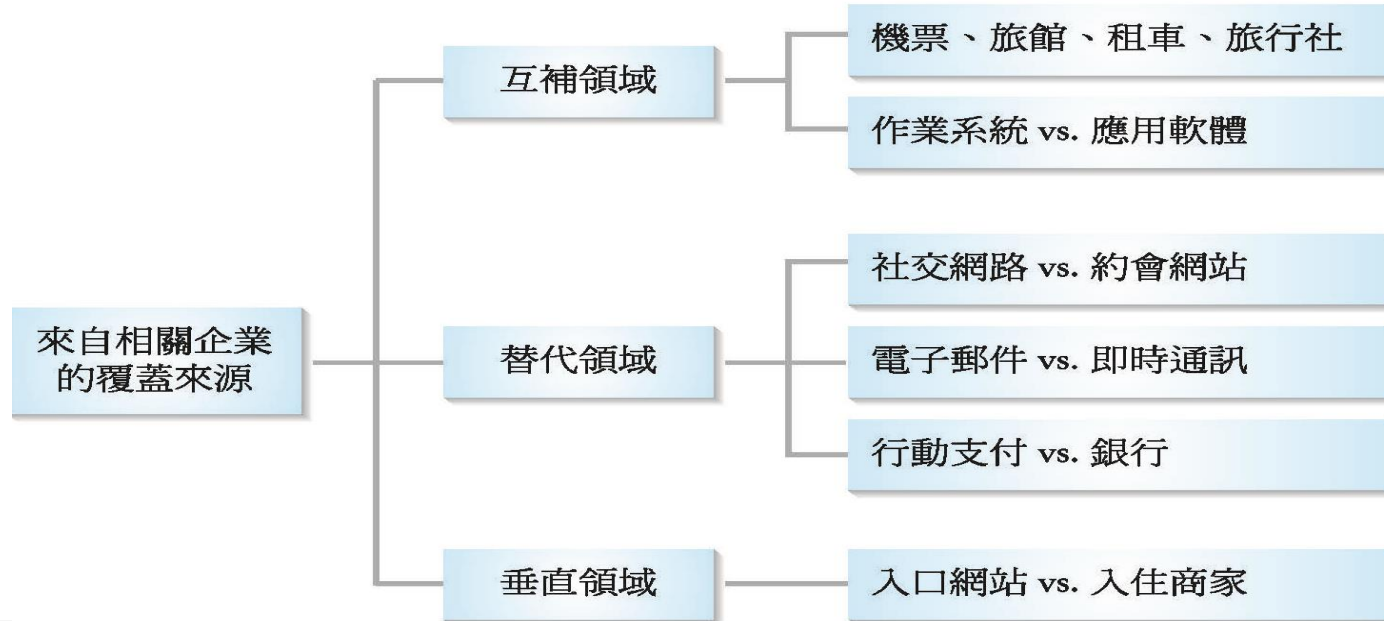 來自相關企業
的覆蓋來源
互補領域
機票、旅館、租車、旅行社
作業系統 vs. 應用軟體
替代領域
社交網路 vs. 約會網站
電子郵件 vs. 即時通訊
行動支付 vs. 銀行
垂直領域
入口網站 vs. 入住商家